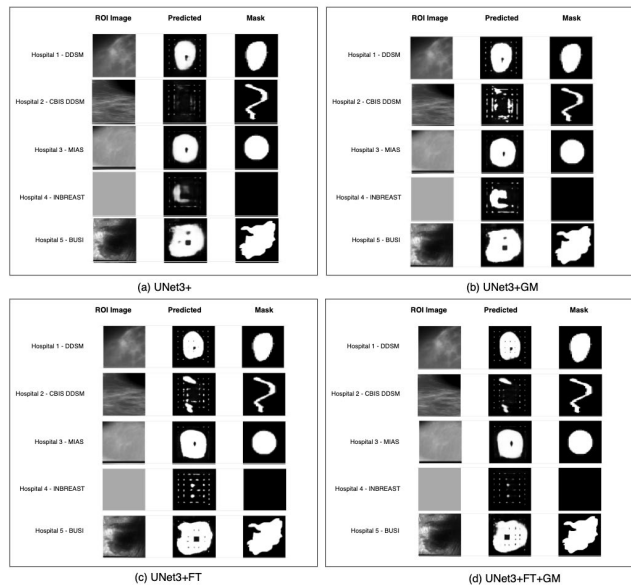 ROI Image Predicted Mask
Hospital 1 - DDSM
Hospital 2 - CBIS DDSM
Hospital 3 - MIAS
Hospital 4 - INBREAST
Hospital 5 - BUSI
(a) UNet3+
ROI Image Predicted Mask
Hospital 1 - DDSM
Hospital 2 - CBIS DDSM
Hospital 3 - MIAS
Hospital 4 - INBREAST
Hospital 5 - BUSI
(b) UNet3+GM
ROI Image Predicted Mask
Hospital 1 - DDSM
Hospital 2 - CBIS DDSM
Hospital 3 - MIAS
Hospital 4 - INBREAST
Hospital 5 - BUSI
(c) UNet3+FT
ROI Image Predicted Mask
Hospital 1 - DDSM
Hospital 2 - CBIS DDSM
Hospital 3 - MIAS
Hospital 4 - INBREAST
Hospital 5 - BUSI
(d) UNet3+FT+GM